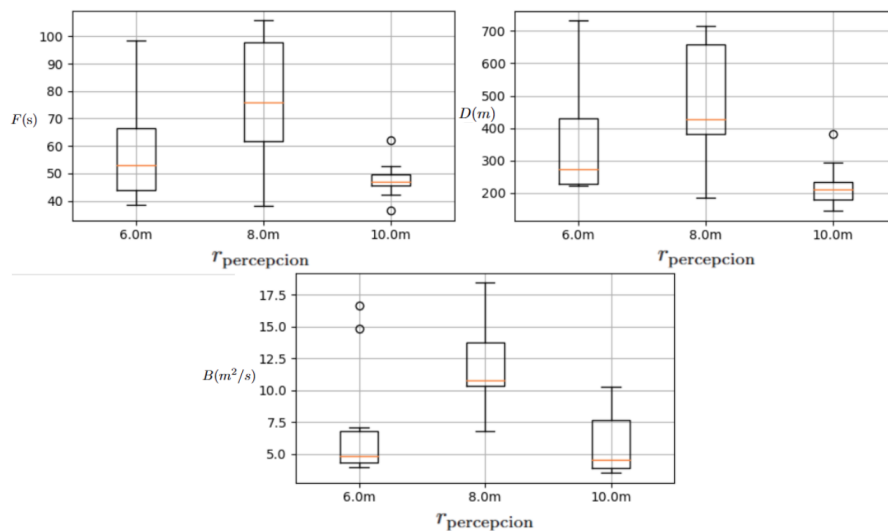 100
90
80
70
60
50
40
F(s)
6.0m 8.0m 10.0m
r_percepcion
700
600
500
400
300
200
D(m)
6.0m 8.0m 10.0m
r_percepcion
17.5
15.0
12.5
10.0
7.5
5.0
B(m²/s)
6.0m 8.0m 10.0m
r_percepcion